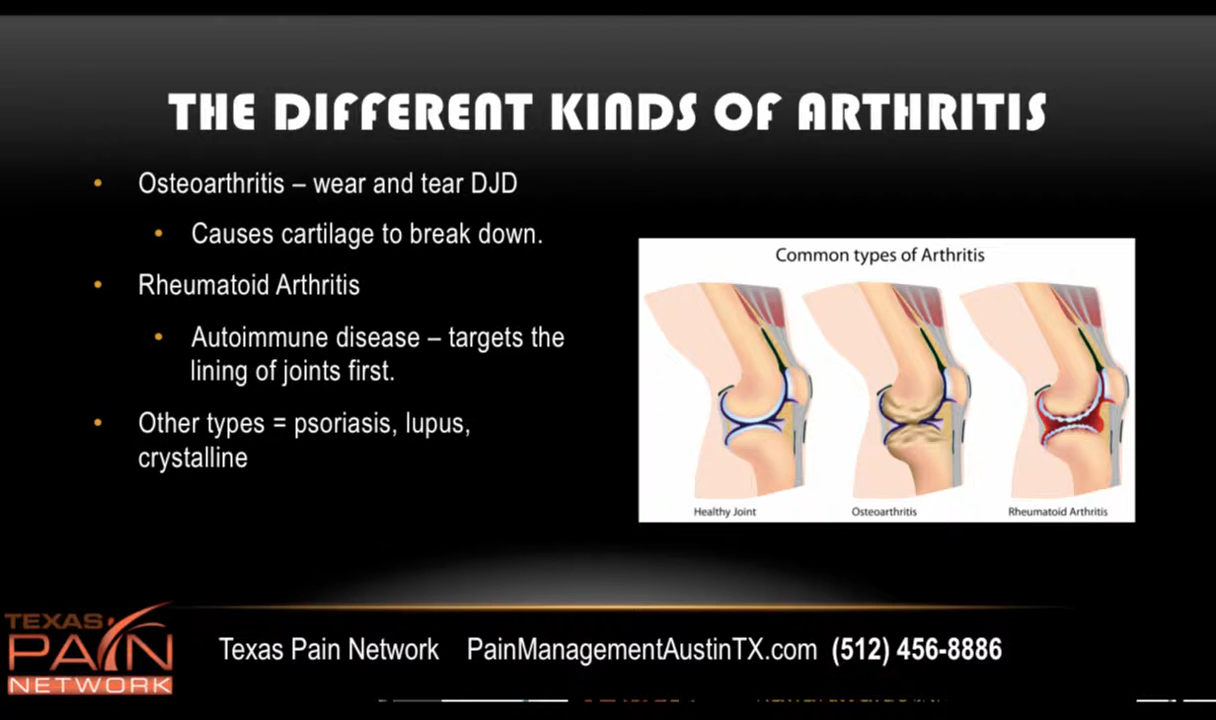 THE DIFFERENT KINDS OF ARTHRITIS
• Osteoarthritis – wear and tear DJD
• Causes cartilage to break down.
• Rheumatoid Arthritis
• Autoimmune disease – targets the
lining of joints first.
• Other types = psoriasis, lupus,
crystalline
Common types of Arthritis
Healthy Joint
Osteoarthritis
Rheumatoid Arthritis
TEXAS
PAIN
NETWORK
Texas Pain Network PainManagementAustinTX.com (512) 456-8886